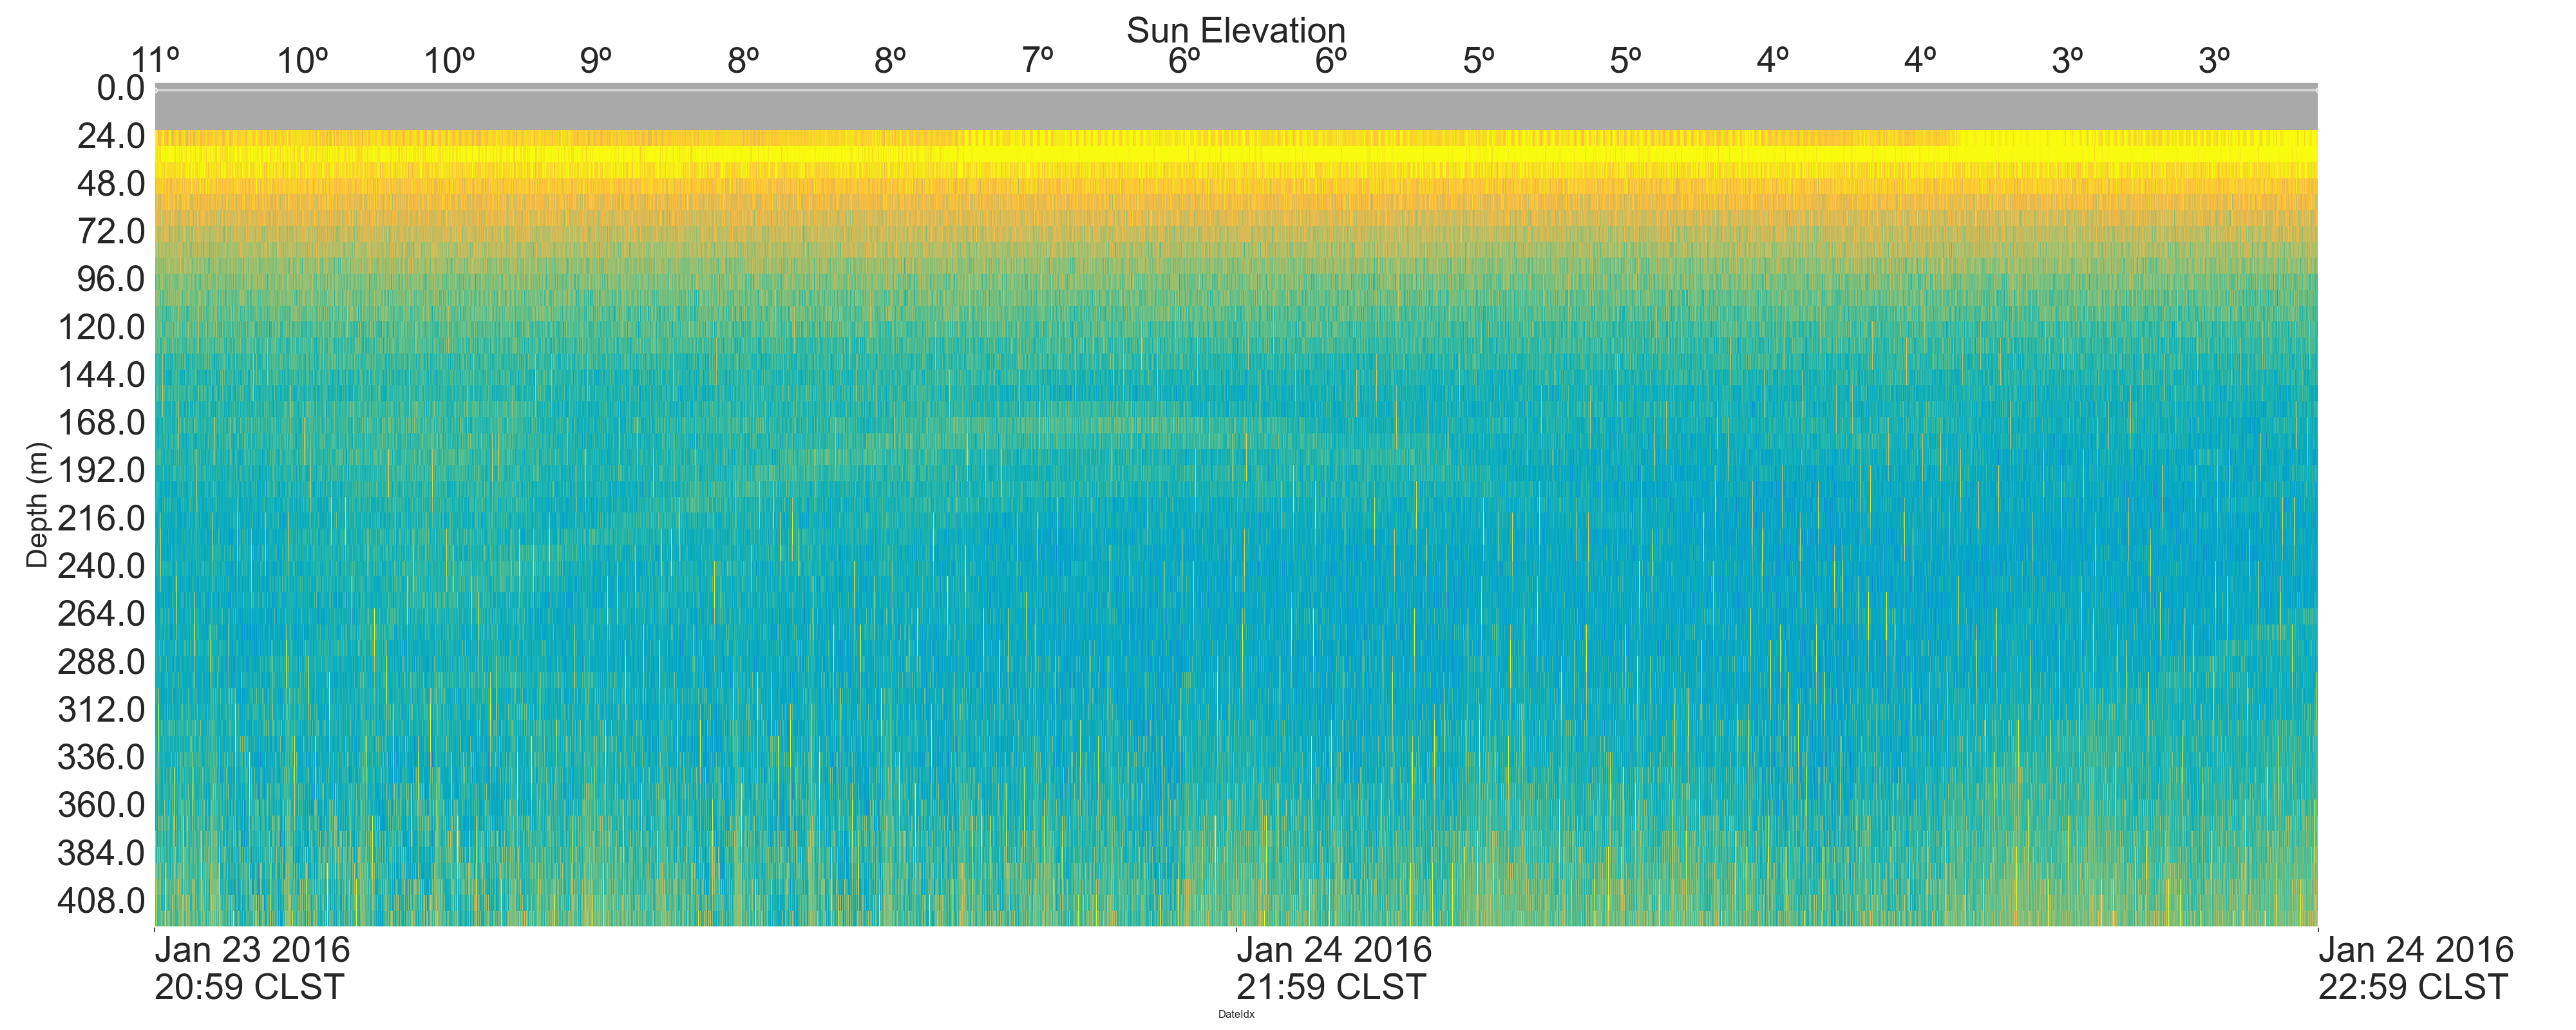 Sun Elevation
11º 10º 10º 9º 8º 8º 7º 6º 6º 5º 5º 4º 4º 3º 3º
0.0
24.0
48.0
72.0
96.0
120.0
144.0
168.0
192.0
216.0
240.0
264.0
288.0
312.0
336.0
360.0
384.0
408.0
Depth (m)
Jan 23 2016
20:59 CLST
Jan 24 2016
21:59 CLST
Jan 24 2016
22:59 CLST
DateIdx